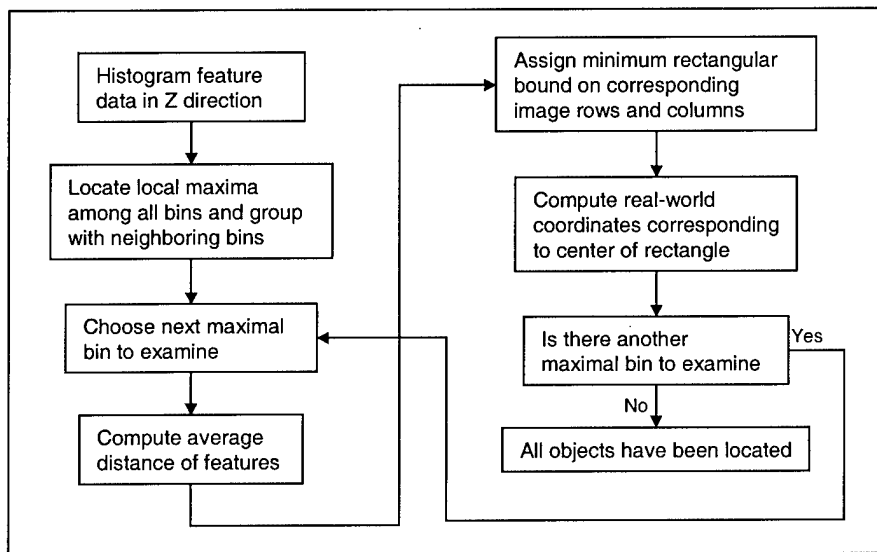 Histogram feature
data in Z direction
Locate local maxima
among all bins and group
with neighboring bins
Choose next maximal
bin to examine
Compute average
distance of features
Assign minimum rectangular
bound on corresponding
image rows and columns
Compute real-world
coordinates corresponding
to center of rectangle
Is there another
maximal bin to examine
Yes
No
All objects have been located